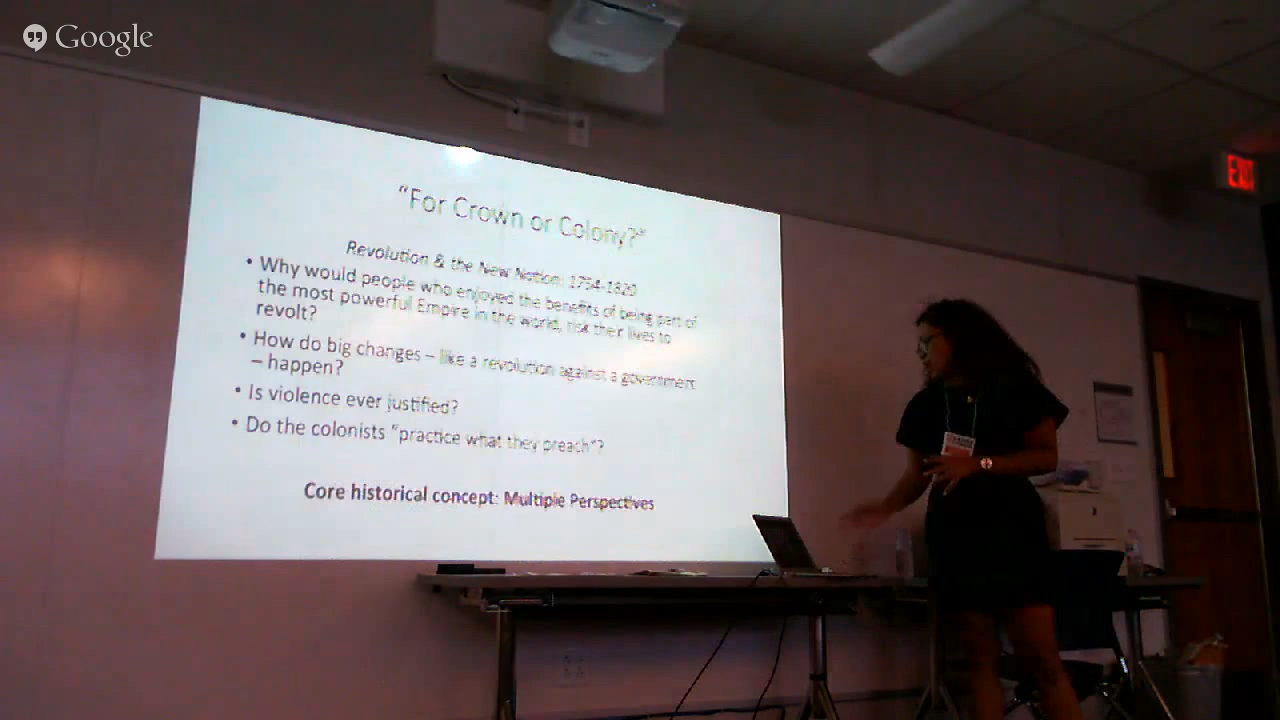 Google
EXIT
"For Crown or Colony?"
Revolution & the New Nation: 1754-1820
• Why would people who enjoyed the benefits of being part of
the most powerful Empire in the world, risk their lives to
revolt?
• How do big changes – like a revolution against a government
– happen?
• Is violence ever justified?
• Do the colonists "practice what they preach"?
Core historical concept: Multiple Perspectives